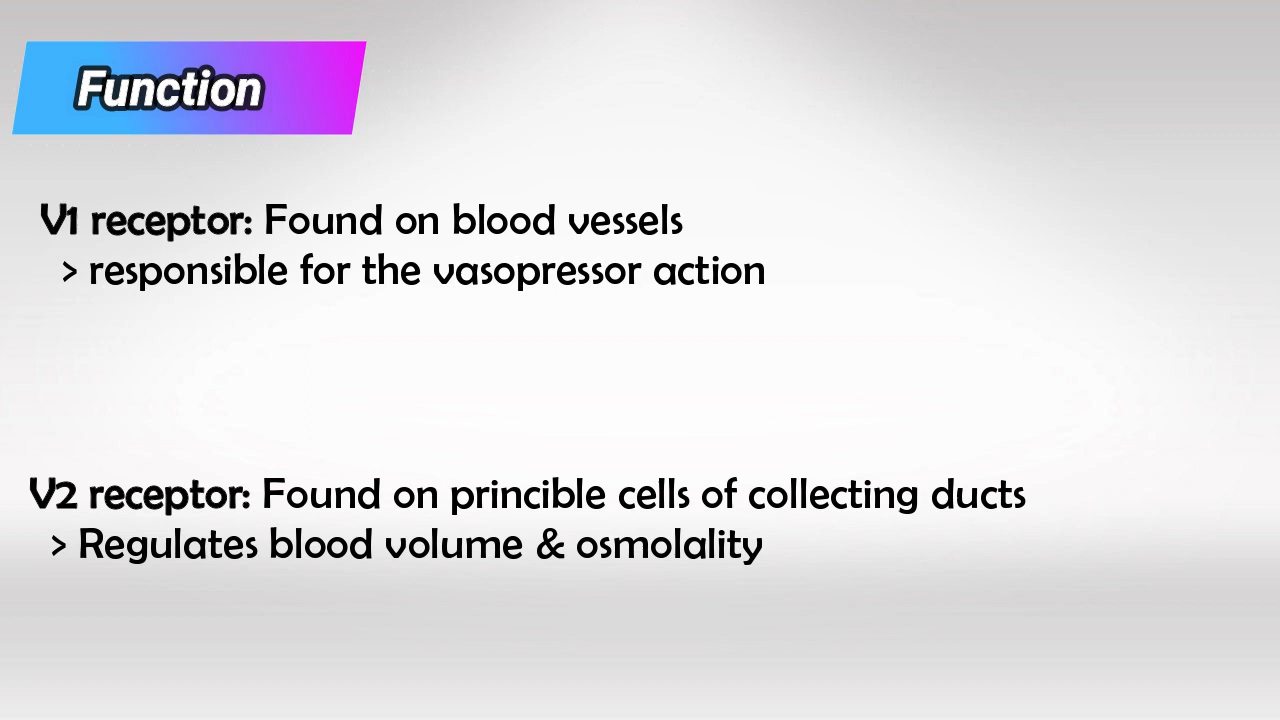 Function
V1 receptor: Found on blood vessels
> responsible for the vasopressor action
V2 receptor: Found on princible cells of collecting ducts
> Regulates blood volume & osmolality